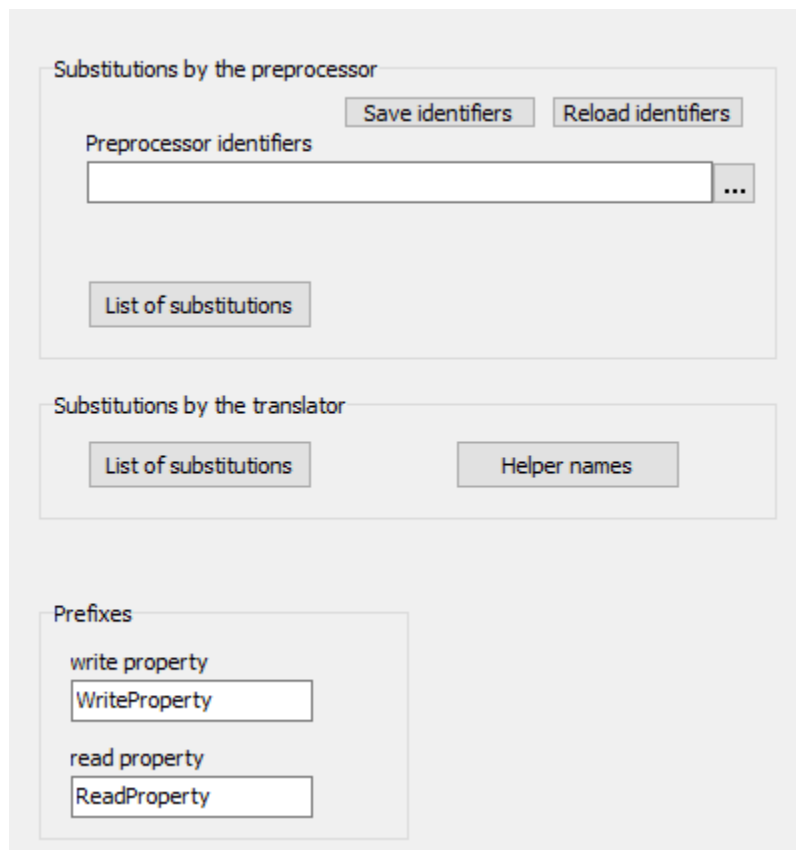 Substitutions by the preprocessor
Save identifiers Reload identifiers
Preprocessor identifiers
...
List of substitutions
Substitutions by the translator
List of substitutions Helper names
Prefixes
write property
WriteProperty
read property
ReadProperty